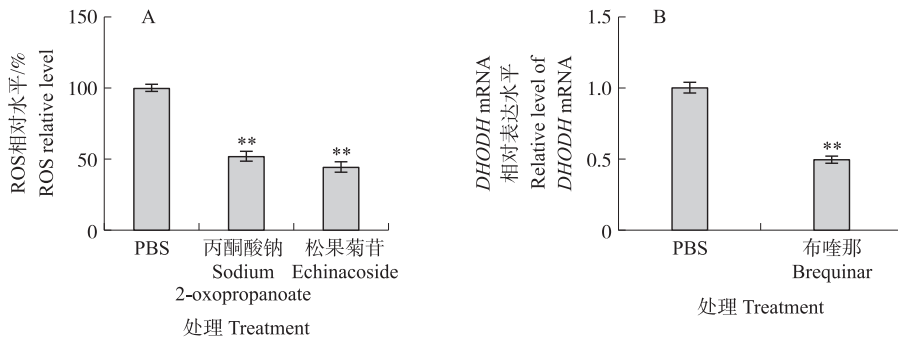 A
ROS相对水平/%
ROS relative level
150
100
50
0
**
**
PBS
丙酮酸钠
Sodium
2-oxopropanoate
松果菊苷
Echinacoside
处理 Treatment
B
DHODH mRNA
相对表达水平
Relative level of
DHODH mRNA
1.5
1.0
0.5
0
**
PBS
布喹那
Brequinar
处理 Treatment